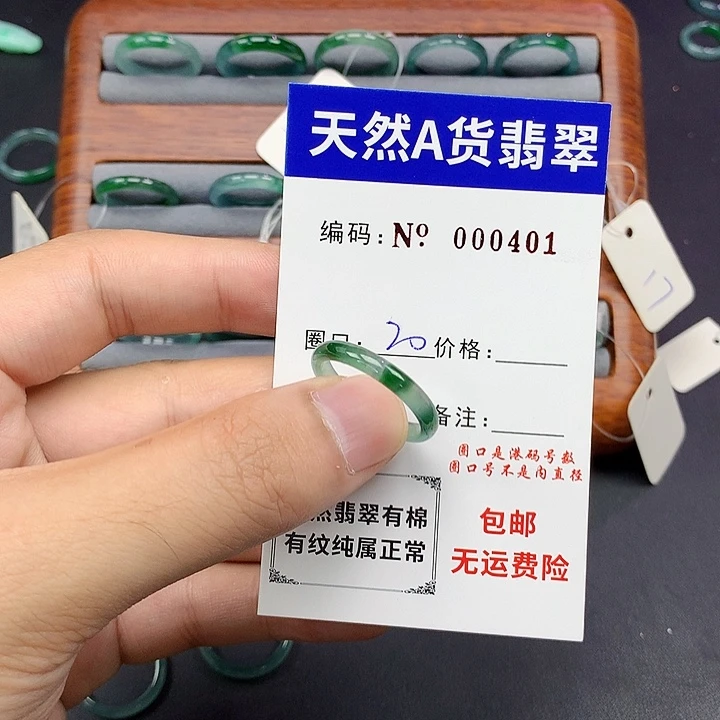 天然A货翡翠
编码: Nº 000401
圈口: 20 价格:
备注:
圈口是港码号数
圈口号不是内直径
然翡翠有棉
有纹纯属正常
包邮
无运费险